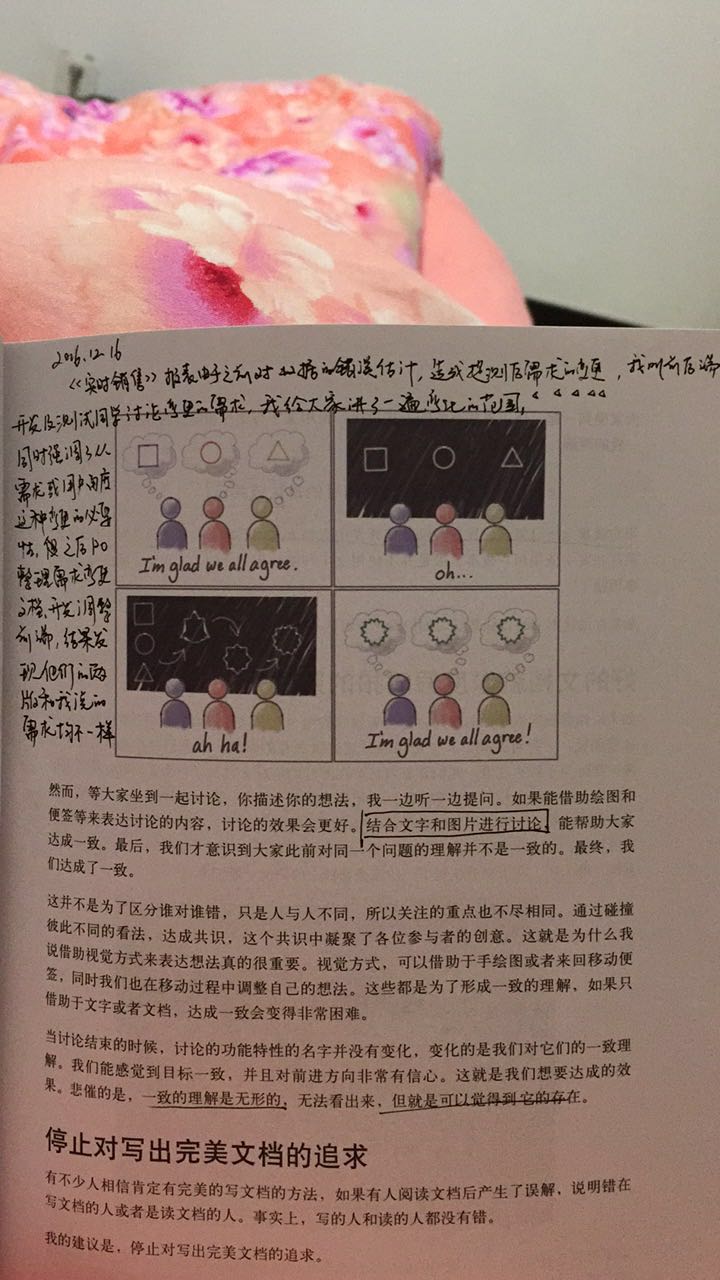 2016.12.16
《实时销售》报表由于之前对数据的错误估计，造成提测后需求的变更，我叫前后端
开发及测试同学讨论变更的需求，我给大家讲了一遍变化的范围，
同时强调了从
需求或用户角度
这种变更的必要
性，但之后PO
整理需求变更
文档，开发调整
前端，结果发
现他们的两
版和我说的
需求均不一样
I'm glad we all agree.
oh...
ah ha!
I'm glad we all agree!
然而，等大家坐到一起讨论，你描述你的想法，我一边听一边提问。如果能借助绘图和
便签等来表达讨论的内容，讨论的效果会更好。结合文字和图片进行讨论，能帮助大家
达成一致。最后，我们才意识到大家此前对同一个问题的理解并不是一致的。最终，我
们达成了一致。
这并不是为了区分谁对谁错，只是人与人不同，所以关注的重点也不尽相同。通过碰撞
彼此不同的看法，达成共识，这个共识中凝聚了各位参与者的创意。这就是为什么我
说借助视觉方式来表达想法真的很重要。视觉方式，可以借助于手绘图或者来回移动便
签，同时我们也在移动过程中调整自己的想法。这些都是为了形成一致的理解，如果只
借助于文字或者文档，达成一致会变得非常困难。
当讨论结束的时候，讨论的功能特性的名字并没有变化，变化的是我们对它们的一致理
解。我们能感觉到目标一致，并且对前进方向非常有信心。这就是我们想要达成的效
果。悲催的是，一致的理解是无形的，无法看出来，但就是可以觉得到它的存在。
停止对写出完美文档的追求
有不少人相信肯定有完美的写文档的方法，如果有人阅读文档后产生了误解，说明错在
写文档的人或者是读文档的人。事实上，写的人和读的人都没有错。
我的建议是，停止对写出完美文档的追求。